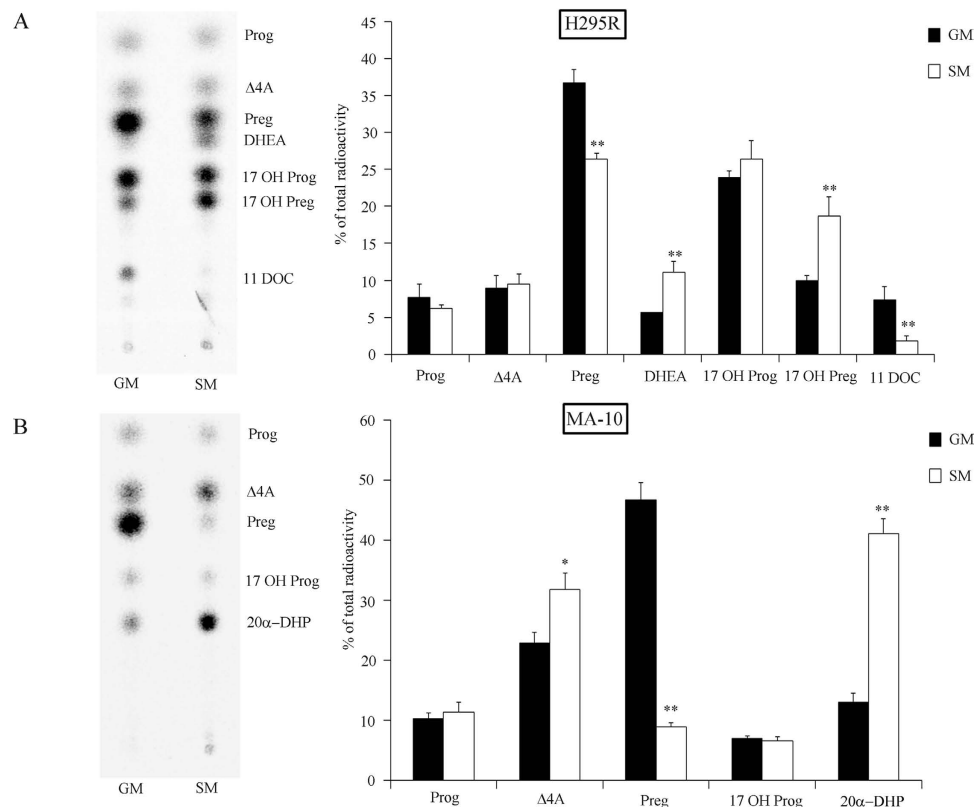 A
Prog
Δ4A
Preg
DHEA
17 OH Prog
17 OH Preg
11 DOC
GM SM
H295R
GM
SM
% of total radioactivity
45
40
35
30
25
20
15
10
5
0
**
**
**
**
Prog Δ4A Preg DHEA 17 OH Prog 17 OH Preg 11 DOC
B
Prog
Δ4A
Preg
17 OH Prog
20α-DHP
GM SM
MA-10
GM
SM
% of total radioactivity
60
50
40
30
20
10
0
*
**
**
Prog Δ4A Preg 17 OH Prog 20α-DHP